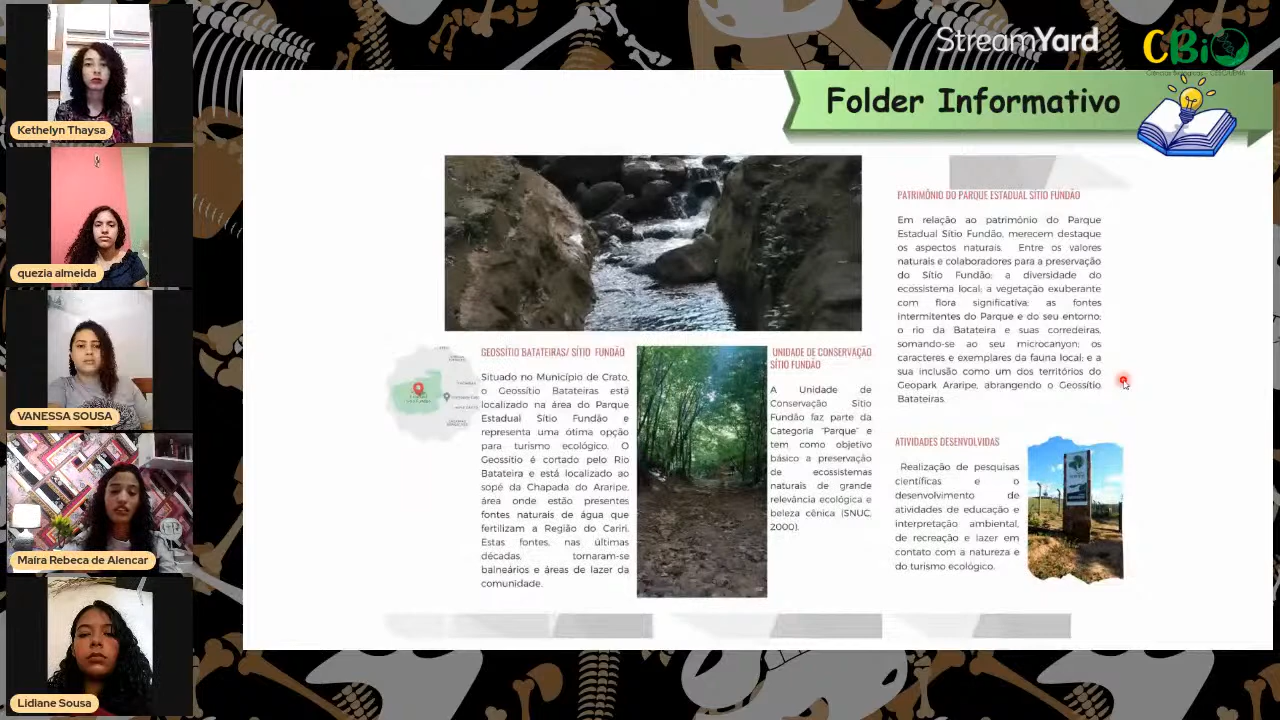 StreamYard
CBiO
Folder Informativo
Kethelyn Thaysa
quezia almeida
VANESSA SOUSA
Maíra Rebeca de Alencar
Lidiane Sousa
GEOSSÍTIO BATATEIRAS/ SÍTIO FUNDÃO
Situado no Município de Crato,
o Geossítio Batateiras está
localizado na área do Parque
Estadual Sítio Fundão e
representa uma ótima opção
para turismo ecológico. O
Geossítio é cortado pelo Rio
Batateira e está localizado ao
sopé da Chapada do Araripe,
área onde estão presentes
fontes naturais de água que
fertilizam a Região do Cariri.
Estas fontes, nas últimas
décadas, tornaram-se
balneários e áreas de lazer da
comunidade.
UNIDADE DE CONSERVAÇÃO
SÍTIO FUNDÃO
A Unidade de
Conservação Sítio
Fundão faz parte da
Categoria "Parque" e
tem como objetivo
básico a preservação
de ecossistemas
naturais de grande
relevância ecológica e
beleza cênica (SNUC,
2000).
PATRIMÔNIO DO PARQUE ESTADUAL SÍTIO FUNDÃO
Em relação ao patrimônio do Parque
Estadual Sítio Fundão, merecem destaque
os aspectos naturais. Entre os valores
naturais e colaboradores para a preservação
do Sítio Fundão: a diversidade do
ecossistema local; a vegetação exuberante
com flora significativa; as fontes
intermitentes do Parque e do seu entorno;
o rio da Batateira e suas corredeiras,
somando-se ao seu microcanyon; os
caracteres e exemplares da fauna local; e a
sua inclusão como um dos territórios do
Geopark Araripe, abrangendo o Geossítio
Batateiras.
ATIVIDADES DESENVOLVIDAS
Realização de pesquisas
científicas e o
desenvolvimento de
atividades de educação e
interpretação ambiental,
de recreação e lazer em
contato com a natureza e
do turismo ecológico.